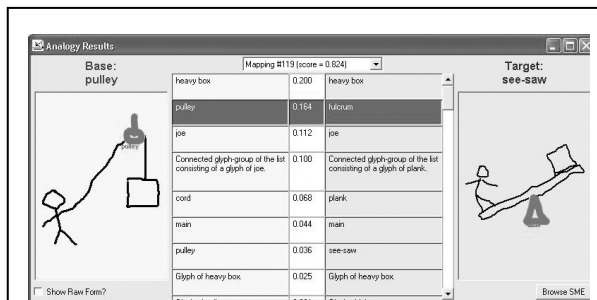 Analogy Results
Base:
pulley
Mapping #119 (score = 0.824)
Target:
see-saw
heavy box 0.200 heavy box
pulley 0.164 fulcrum
joe 0.112 joe
Connected glyph-group of the list 0.100 Connected glyph-group of the list
consisting of a glyph of joe. consisting of a glyph of plank.
cord 0.068 plank
main 0.044 main
pulley 0.036 see-saw
Glyph of heavy box. 0.025 Glyph of heavy box.
pulley
Show Raw Form?
Browse SME